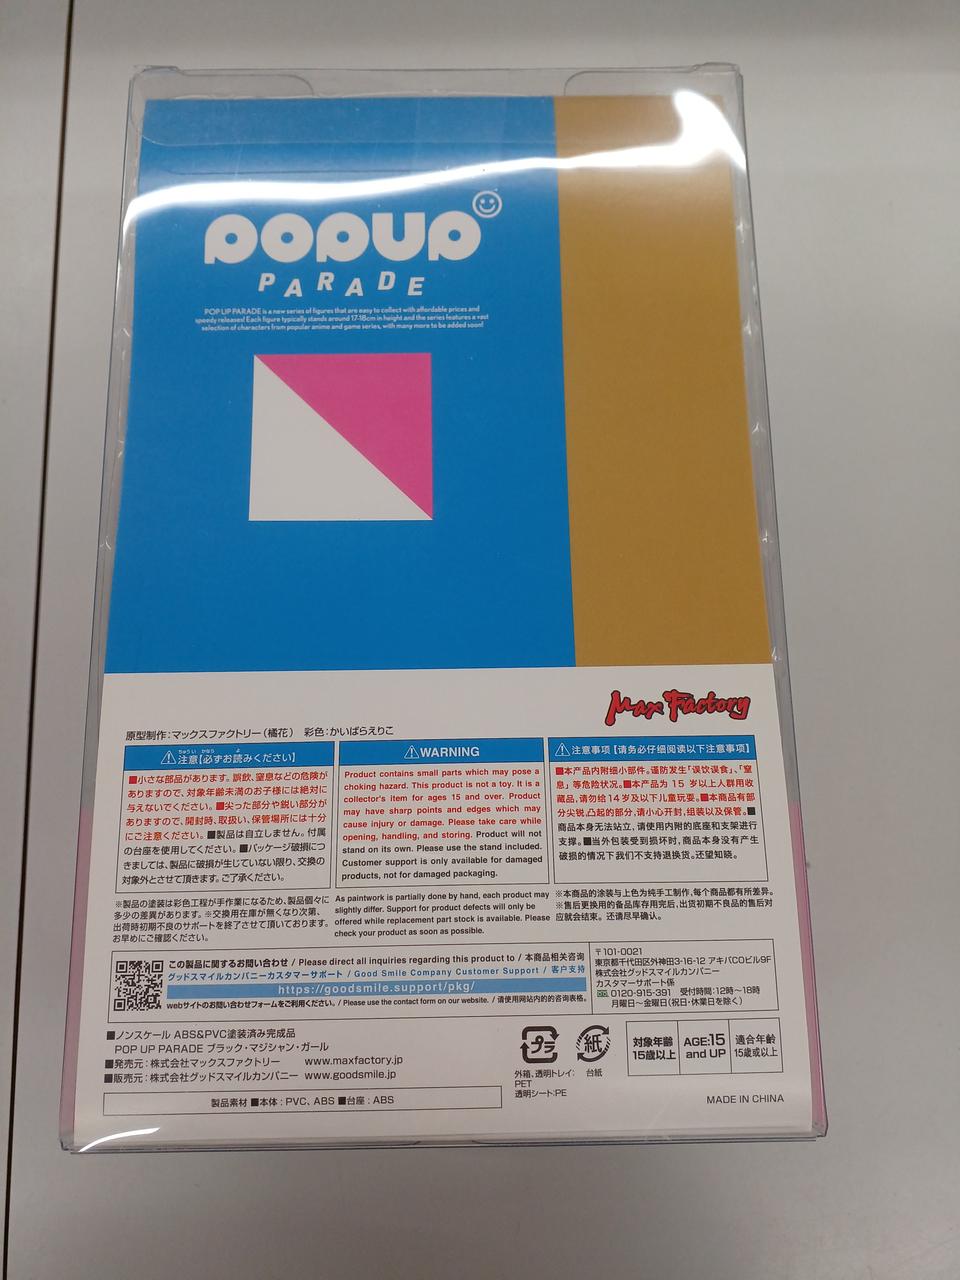 POPUP
PARADE
POP UP PARADE is a new series of figures that are easy to collect with affordable prices and
speedy releases! Each figure typically stands around 17-18cm in height and the series features a vast
selection of characters from popular anime and game series, with many more to be added soon!
Max Factory
原型制作：マックスファクトリー（橘花） 彩色：かいばらえりこ
⚠注意【必ずお読みください】
ちゅうい かなら よ
■小さな部品があります。誤飲、窒息などの危険が
ありますので、対象年齢未満のお子様には絶対に
与えないでください。■尖った部分や鋭い部分が
ありますので、開封時、取扱い、保管場所には十分
にご注意ください。■製品は自立しません。付属
の台座を使用してください。■パッケージ破損につ
きましては、製品に破損が生じていない限り、交換の
対象外とさせて頂きます。ご了承ください。
⚠WARNING
Product contains small parts which may pose a
choking hazard. This product is not a toy. It is a
collector's item for ages 15 and over. Product
may have sharp points and edges which may
cause injury or damage. Please take care while
opening, handling, and storing. Product will not
stand on its own. Please use the stand included.
Customer support is only available for damaged
products, not for damaged packaging.
⚠注意事项【请务必仔细阅读以下注意事项】
■本产品内附细小部件。谨防发生「误饮误食」、「窒
息」等危险状况。■本产品为 15 岁以上人群用收
藏品，请勿给14岁及以下儿童玩耍。■本商品有部
分尖锐、凸起的部分，请小心开封，组装以及保管。■
商品本身无法站立，请使用内附的底座和支架进行
支撑。■当外包装受到损坏时，商品本身没有产生
破损的情况下我们不支持退换货。还望知晓。
※製品の塗装は彩色工程が手作業になるため、製品個々に
多少の差異があります。※交換用在庫が無くなり次第、
出荷時初期不良のサポートを終了させて頂いております。
お早めにご確認ください。
As paintwork is partially done by hand, each product may
slightly differ. Support for product defects will only be
offered while replacement part stock is available. Please
check your product as soon as possible.
※本商品的涂装与上色为纯手工制作，每个商品都有所差异。
※售后更换用的备品库存用完后，出货初期不良品的售后对
应就会结束。还请尽早确认。
この製品に関するお問い合わせ / Please direct all inquiries regarding this product to / 本商品相关咨询
グッドスマイルカンパニーカスタマーサポート / Good Smile Company Customer Support / 客户支持
https://goodsmile.support/pkg/
webサイトのお問い合わせフォームをご利用ください。/ Please use the contact form on our website. / 请使用网站内的咨询表格。
〒101-0021
東京都千代田区外神田3-16-12 アキバCOビル9F
株式会社グッドスマイルカンパニー
カスタマーサポート係
0120-915-391 受付時間：12時〜18時
月曜日〜金曜日（祝日・休業日を除く）
■ノンスケール ABS&PVC塗装済み完成品
POP UP PARADE ブラック・マジシャン・ガール
■発売元：株式会社マックスファクトリー www.maxfactory.jp
■販売元：株式会社グッドスマイルカンパニー www.goodsmile.jp
製品素材 ■本体：PVC、ABS ■台座：ABS
プラ
外箱、透明トレイ：
PET
透明シート：PE
紙
台紙
対象年齢
15歳以上
AGE:15
and UP
適合年齢
15歳或以上
MADE IN CHINA